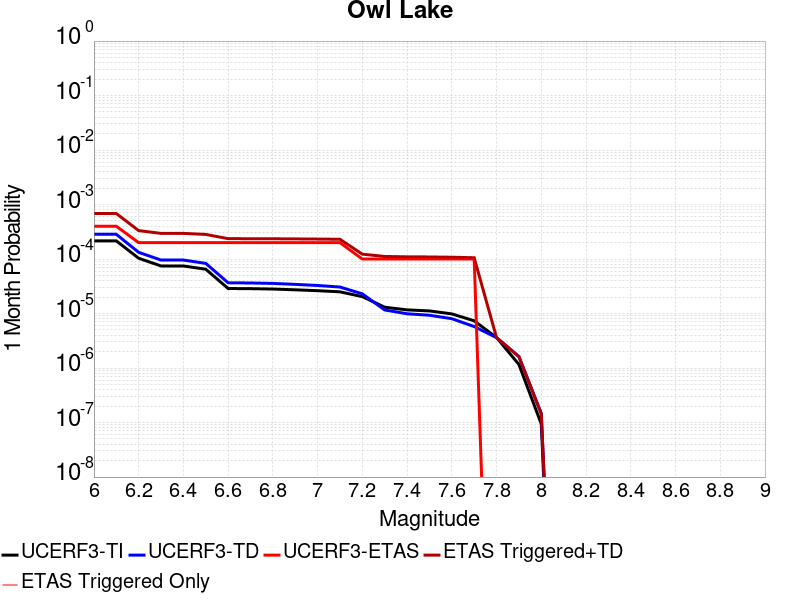 Owl Lake
10^0
10^-1
10^-2
10^-3
10^-4
10^-5
10^-6
10^-7
10^-8
1 Month Probability
6 6.2 6.4 6.6 6.8 7 7.2 7.4 7.6 7.8 8 8.2 8.4 8.6 8.8 9
Magnitude
UCERF3-TI UCERF3-TD UCERF3-ETAS ETAS Triggered+TD
ETAS Triggered Only